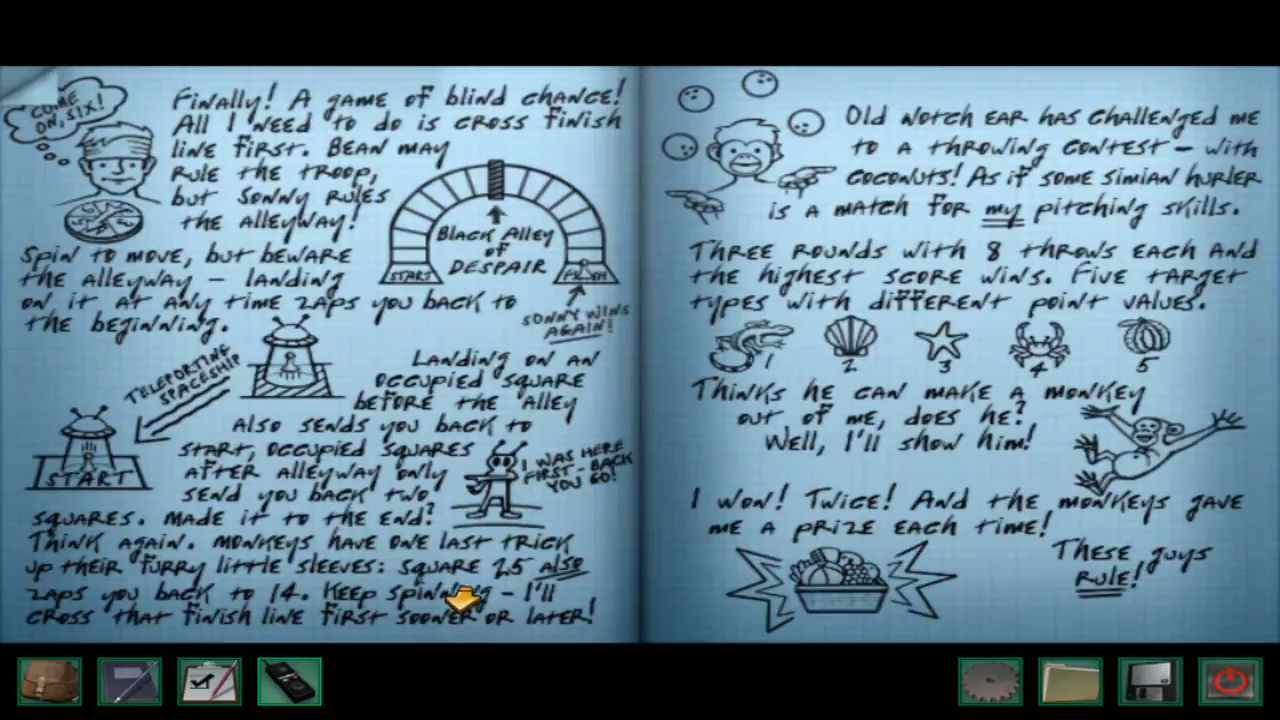 COME
ON, SIX!
FINALLY! A GAME OF BLIND CHANCE!
ALL I NEED TO DO IS CROSS FINISH
LINE FIRST. BEAN MAY
RULE THE TROOP,
BUT SONNY RULES
THE ALLEYWAY!
BLACK ALLEY
OF
DESPAIR
START
FINISH
SONNY WINS
AGAIN!
SPIN TO MOVE, BUT BEWARE
THE ALLEYWAY – LANDING
ON IT AT ANY TIME ZAPS YOU BACK TO
THE BEGINNING.
TELEPORTING
SPACESHIP
LANDING ON AN
OCCUPIED SQUARE
BEFORE THE ALLEY
ALSO SENDS YOU BACK TO
START, OCCUPIED SQUARES
AFTER ALLEYWAY ONLY
SEND YOU BACK TWO
SQUARES. MADE IT TO THE END?
THINK AGAIN. MONKEYS HAVE ONE LAST TRICK
UP THEIR FURRY LITTLE SLEEVES: SQUARE 25 ALSO
ZAPS YOU BACK TO 14. KEEP SPINNING – I'LL
CROSS THAT FINISH LINE FIRST SOONER OR LATER!
START
I WAS HERE
FIRST – BACK
YOU GO!
OLD NOTCH EAR HAS CHALLENGED ME
TO A THROWING CONTEST – WITH
COCONUTS! AS IF SOME SIMIAN HURLER
IS A MATCH FOR MY PITCHING SKILLS.
THREE ROUNDS WITH 8 THROWS EACH AND
THE HIGHEST SCORE WINS. FIVE TARGET
TYPES WITH DIFFERENT POINT VALUES.
1 2 3 4 5
THINKS HE CAN MAKE A MONKEY
OUT OF ME, DOES HE?
WELL, I'LL SHOW HIM!
I WON! TWICE! AND THE MONKEYS GAVE
ME A PRIZE EACH TIME!
THESE GUYS
RULE!